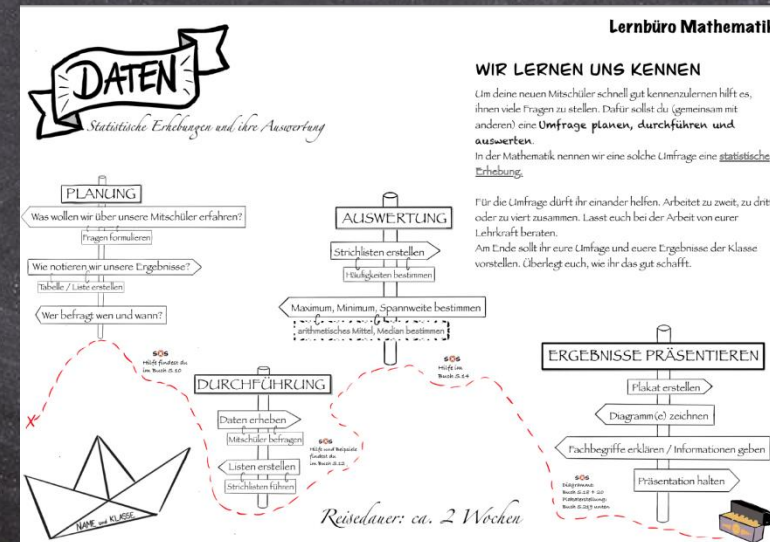 Lernbüro Mathematik
DATEN
Statistische Erhebungen und ihre Auswertung
WIR LERNEN UNS KENNEN
Um deine neuen Mitschüler schnell gut kennenzulernen hilft es,
ihnen viele Fragen zu stellen. Dafür sollst du (gemeinsam mit
anderen) eine Umfrage planen, durchführen und
auswerten.
In der Mathematik nennen wir eine solche Umfrage eine statistische
Erhebung.
Für die Umfrage dürft ihr einander helfen. Arbeitet zu zweit, zu dritt
oder zu viert zusammen. Lasst euch bei der Arbeit von eurer
Lehrkraft beraten.
Am Ende sollt ihr eure Umfage und euere Ergebnisse der Klasse
vorstellen. Überlegt euch, wie ihr das gut schafft.
PLANUNG
Was wollen wir über unsere Mitschüler erfahren?
Fragen formulieren
Wie notieren wir unsere Ergebnisse?
Tabelle / Liste erstellen
Wer befragt wen und wann?
SOS
Hilfe findest du
im Buch S.10
DURCHFÜHRUNG
Daten erheben
Mitschüler befragen
Listen erstellen
Strichlisten führen
SOS
Hilfe und Beispiele
findest du
im Buch S.12
AUSWERTUNG
Strichlisten erstellen
Häufigkeiten bestimmen
Maximum, Minimum, Spannweite bestimmen
arithmetisches Mittel, Median bestimmen
SOS
Hilfe im
Buch S.14
ERGEBNISSE PRÄSENTIEREN
Plakat erstellen
Diagramm(e) zeichnen
Fachbegriffe erklären / Informationen geben
Präsentation halten
SOS
Diagramme:
Buch S.18 + 20
Plakaterstellung:
Buch S.263 unten
NAME und KLASSE
Reisedauer: ca. 2 Wochen